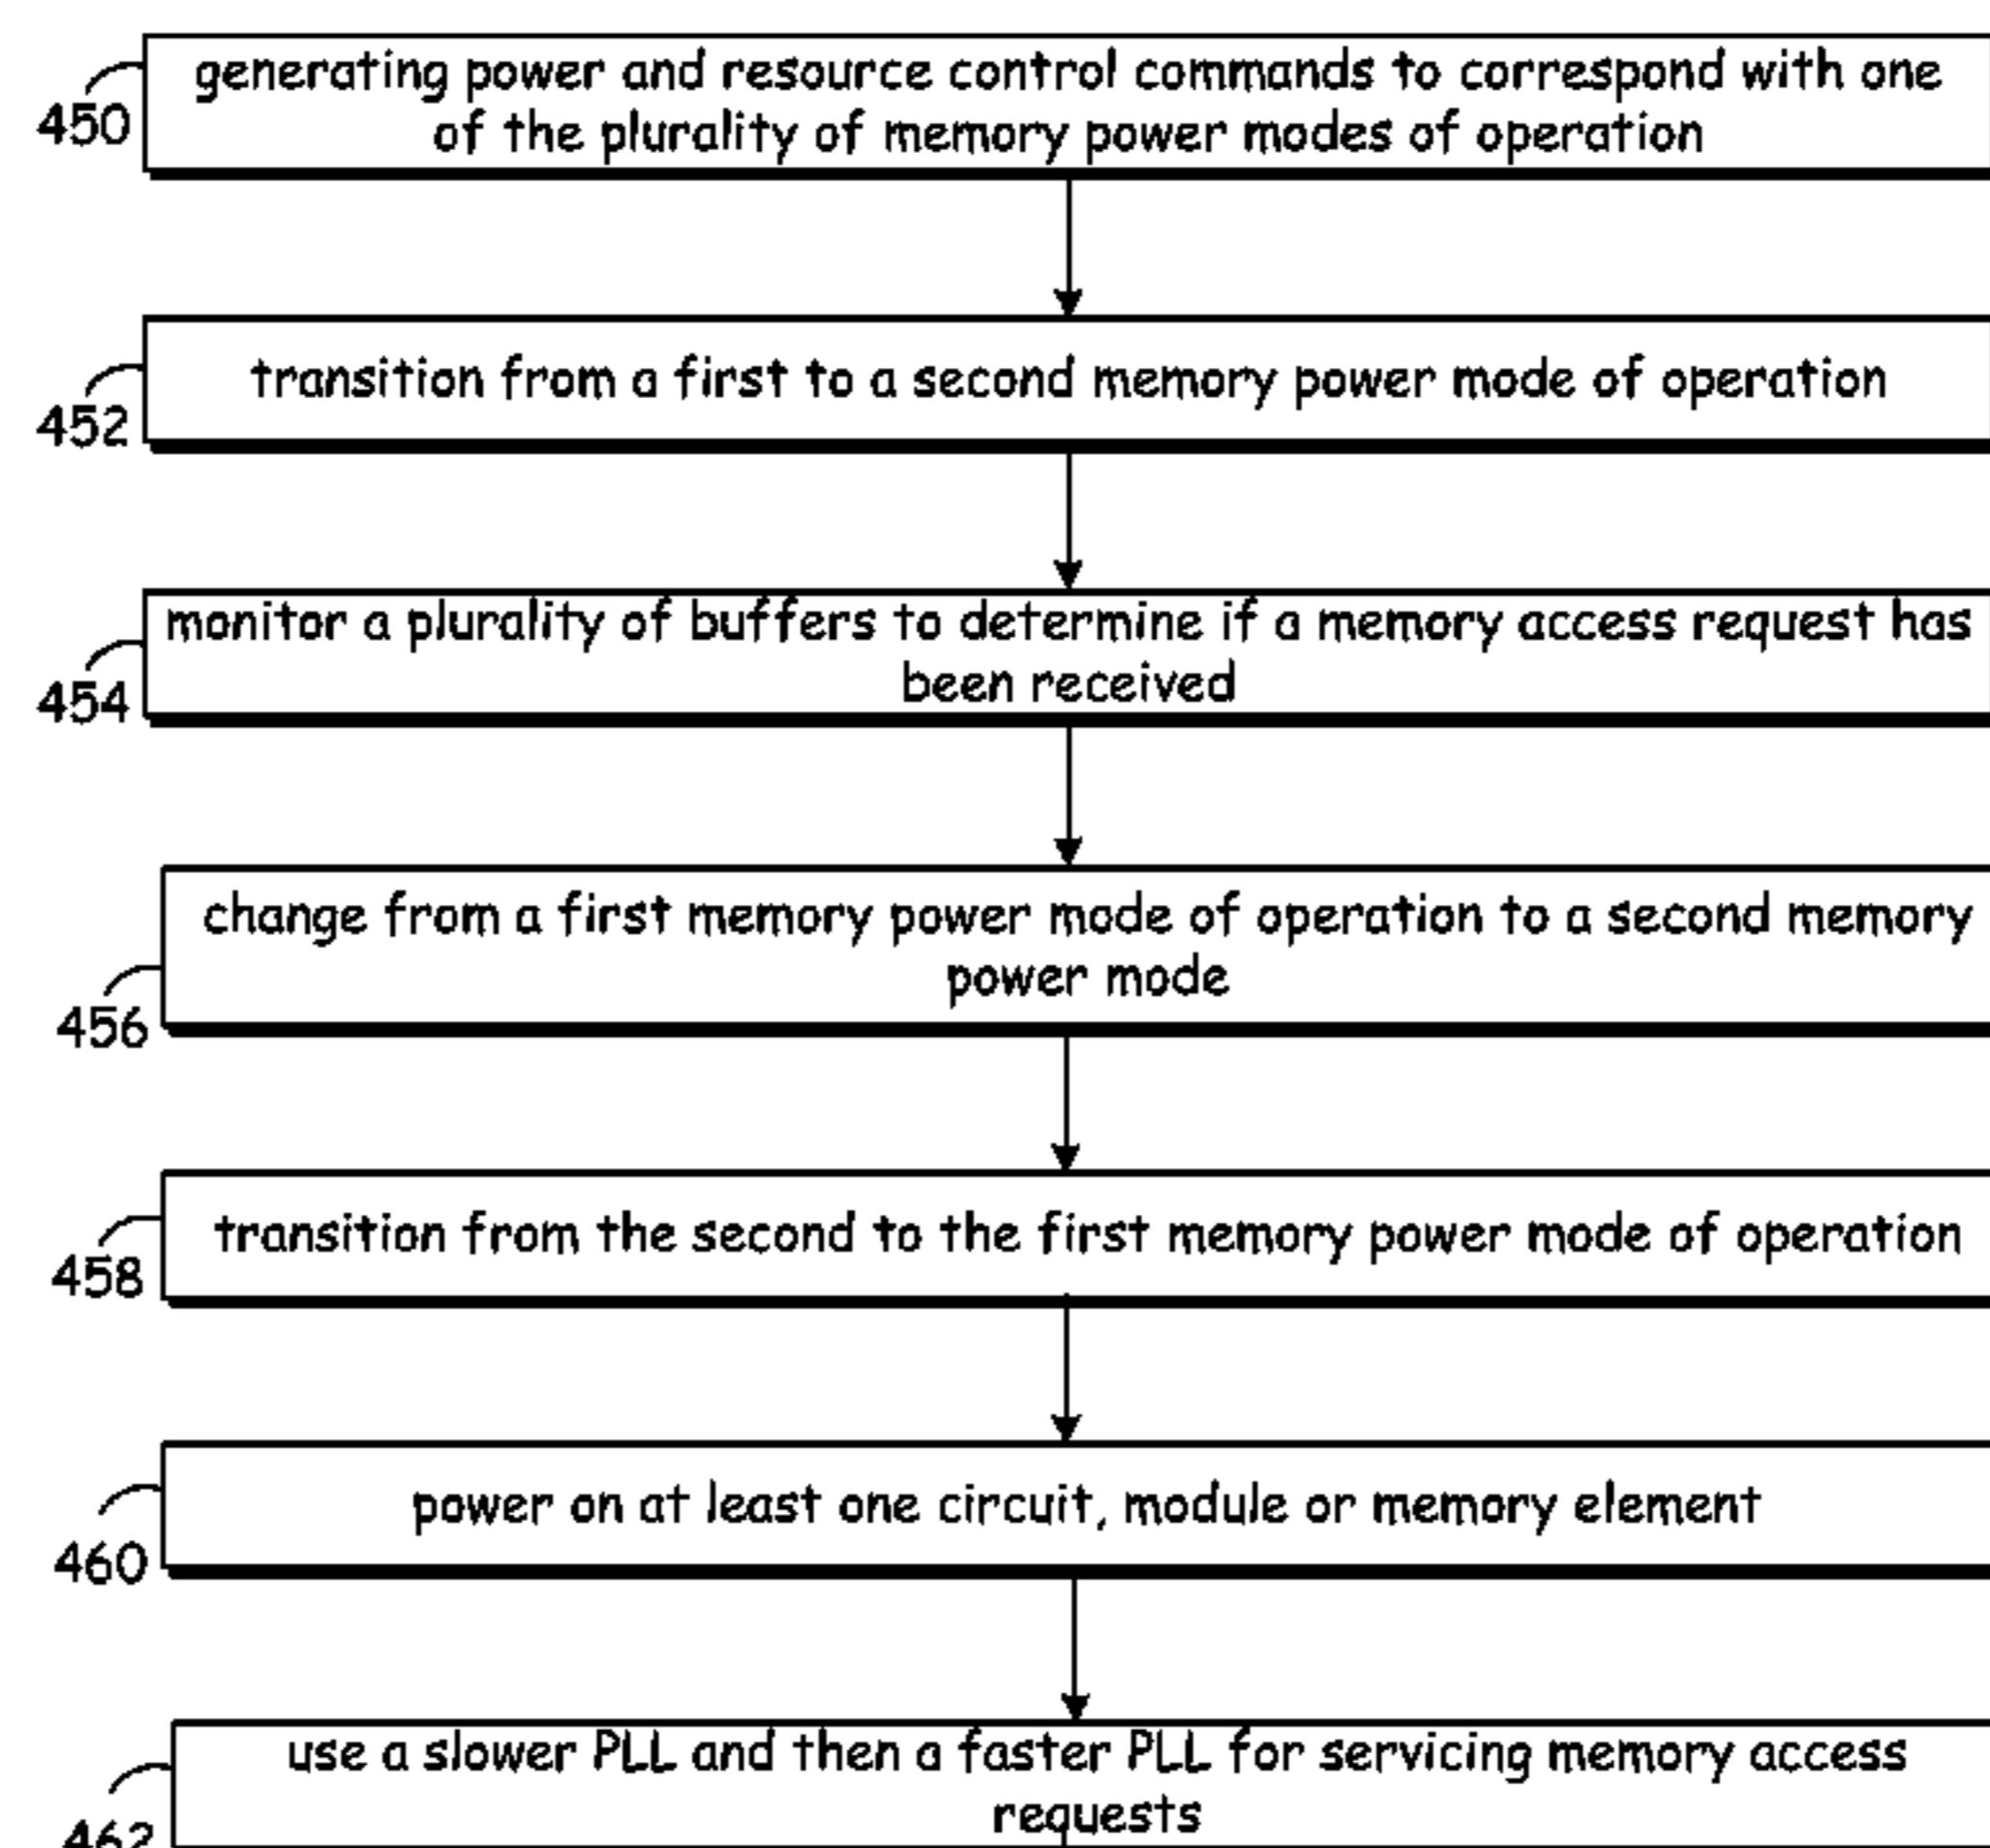 generating power and resource control commands to correspond with one
of the plurality of memory power modes of operation
450
transition from a first to a second memory power mode of operation
452
monitor a plurality of buffers to determine if a memory access request has
been received
454
change from a first memory power mode of operation to a second memory
power mode
456
transition from the second to the first memory power mode of operation
458
power on at least one circuit, module or memory element
460
use a slower PLL and then a faster PLL for servicing memory access
requests
462